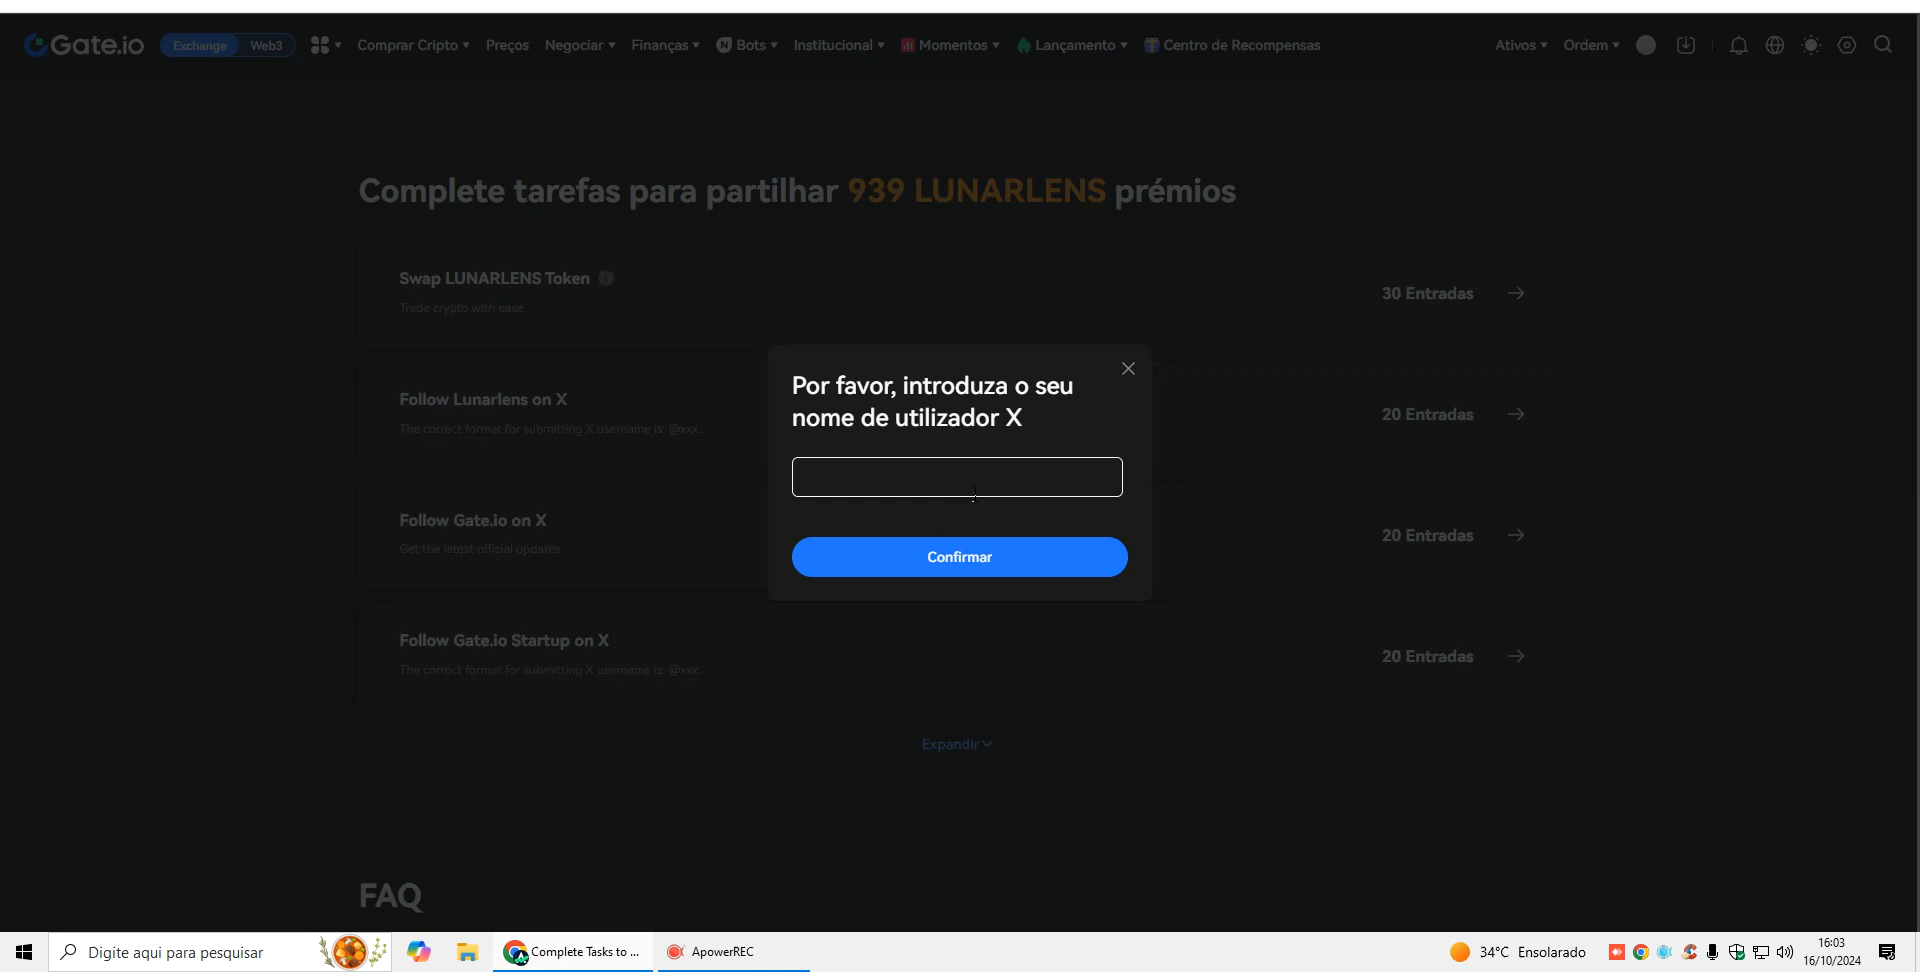 Gate.io Exchange Web3 Comprar Cripto Preços Negociar Finanças Bots Institucional Momentos Lançamento Centro de Recompensas Ativos Ordem
Complete tarefas para partilhar 939 LUNARLENS prémios
Swap LUNARLENS Token
Trade crypto with ease
30 Entradas
Follow Lunarlens on X
The correct format for submitting X username is: @xxx.
20 Entradas
Follow Gate.io on X
Get the latest official updates
20 Entradas
Follow Gate.io Startup on X
The correct format for submitting X username is: @xxx.
20 Entradas
Por favor, introduza o seu
nome de utilizador X
Confirmar
Expandir
FAQ
Digite aqui para pesquisar
Complete Tasks to ...
ApowerREC
34°C Ensolarado
16:03
16/10/2024